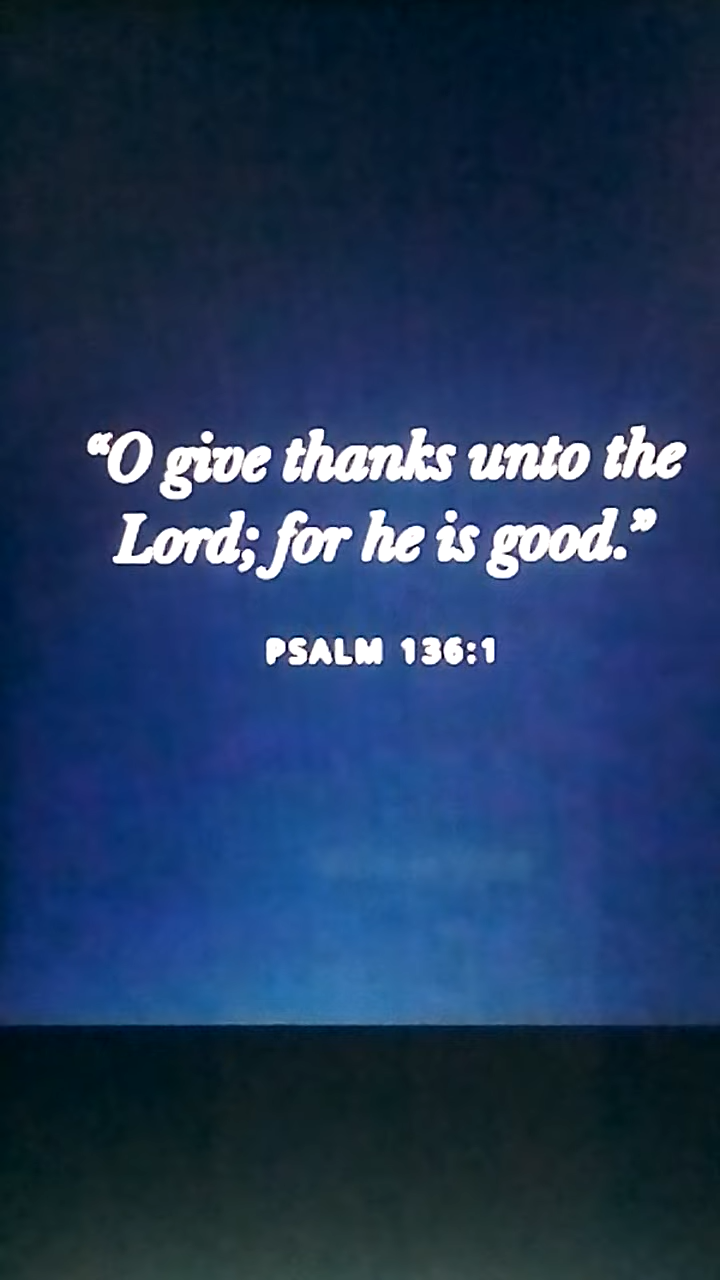 “O give thanks unto the
Lord; for he is good.”
PSALM 136:1